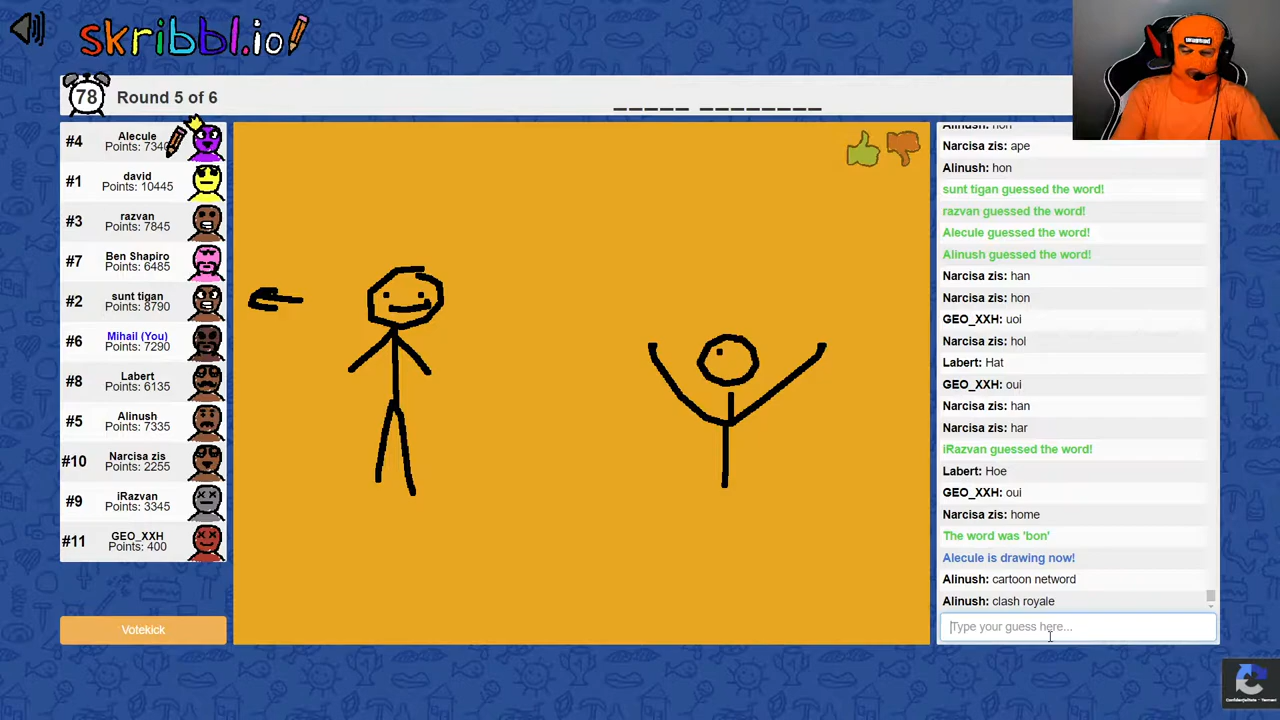 skribbl.io
78
Round 5 of 6
_____ ________
#4 Alecule
Points: 7340
#1 david
Points: 10445
#3 razvan
Points: 7845
#7 Ben Shapiro
Points: 6485
#2 sunt tigan
Points: 8790
#6 Mihail (You)
Points: 7290
#8 Labert
Points: 6135
#5 Alinush
Points: 7335
#10 Narcisa zis
Points: 2255
#9 iRazvan
Points: 3345
#11 GEO_XXH
Points: 400
Votekick
Alinush: hon
Narcisa zis: ape
Alinush: hon
sunt tigan guessed the word!
razvan guessed the word!
Alecule guessed the word!
Alinush guessed the word!
Narcisa zis: han
Narcisa zis: hon
GEO_XXH: uoi
Narcisa zis: hol
Labert: Hat
GEO_XXH: oui
Narcisa zis: han
Narcisa zis: har
iRazvan guessed the word!
Labert: Hoe
GEO_XXH: oui
Narcisa zis: home
The word was 'bon'
Alecule is drawing now!
Alinush: cartoon netword
Alinush: clash royale
Type your guess here...